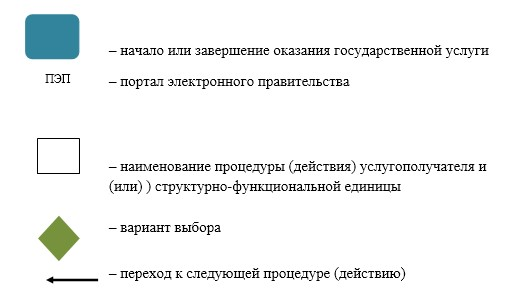 – начало или завершение оказания государственной услуги
ПЭП
– портал электронного правительства
– наименование процедуры (действия) услугополучателя и
(или) ) структурно-функциональной единицы
– вариант выбора
– переход к следующей процедуре (действию)